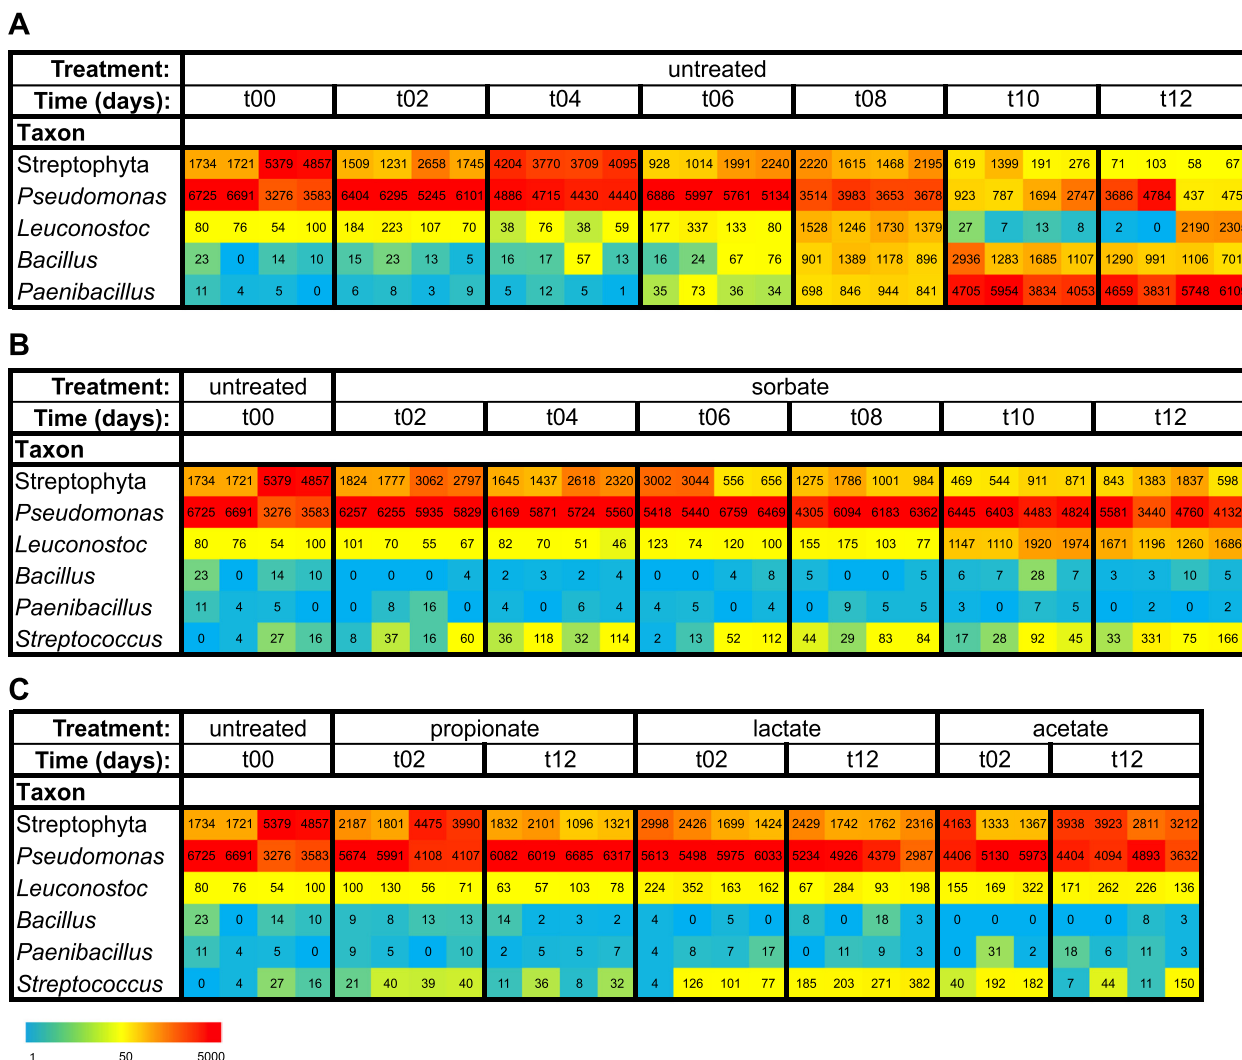 A
Treatment: untreated
Time (days): t00 t02 t04 t06 t08 t10 t12
Taxon
Streptophyta 1734 1721 5379 4857 1509 1231 2658 1745 4204 3770 3709 4095 928 1014 1991 2240 2220 1615 1468 2195 619 1399 191 276 71 103 58 67
Pseudomonas 6725 6691 3276 3583 6404 6295 5245 6101 4886 4715 4430 4440 6886 5997 5761 5134 3514 3983 3653 3678 923 787 1694 2747 3686 4784 437 475
Leuconostoc 80 76 54 100 184 223 107 70 38 76 38 59 177 337 133 80 1528 1246 1730 1379 27 7 13 8 2 0 2190
Bacillus 23 0 14 10 15 23 13 5 16 17 57 13 16 24 67 76 901 1389 1178 896 2936 1283 1685 1107 1290 991 1106 701
Paenibacillus 11 4 5 0 6 8 3 9 5 12 5 1 35 73 36 34 698 846 944 841 4705 5954 3834 4053 4659 3831 5748
B
Treatment: untreated sorbate
Time (days): t00 t02 t04 t06 t08 t10 t12
Taxon
Streptophyta 1734 1721 5379 4857 1824 1777 3062 2797 1645 1437 2618 2320 3002 3044 556 656 1275 1786 1001 984 469 544 911 871 843 1383 1837 598
Pseudomonas 6725 6691 3276 3583 6257 6255 5935 5829 6169 5871 5724 5560 5418 5440 6759 6469 4305 6094 6183 6362 6445 6403 4483 4824 5581 3440 4760 4132
Leuconostoc 80 76 54 100 101 70 55 67 82 70 51 46 123 74 120 100 155 175 103 77 1147 1110 1920 1974 1671 1196 1260 1686
Bacillus 23 0 14 10 0 0 0 4 2 3 2 4 0 0 4 8 5 0 0 5 6 7 28 7 3 3 10 5
Paenibacillus 11 4 5 0 0 8 16 0 4 0 6 4 4 5 0 4 0 9 5 5 3 0 7 5 0 2 0 2
Streptococcus 0 4 27 16 8 37 16 60 36 118 32 114 2 13 52 112 44 29 83 84 17 28 92 45 33 331 75 166
C
Treatment: untreated propionate lactate acetate
Time (days): t00 t02 t12 t02 t12 t02 t12
Taxon
Streptophyta 1734 1721 5379 4857 2187 1801 4475 3990 1832 2101 1096 1321 2998 2426 1699 1424 2429 1742 1762 2316 4163 1333 1367 3938 3923 2811 3212
Pseudomonas 6725 6691 3276 3583 5674 5991 4108 4107 6082 6019 6685 6317 5613 5498 5975 6033 5234 4926 4379 2987 4406 5130 5973 4404 4094 4893 3632
Leuconostoc 80 76 54 100 100 130 56 71 63 57 103 78 224 352 163 162 67 284 93 198 155 169 322 171 262 226 136
Bacillus 23 0 14 10 9 8 13 13 14 2 3 2 4 0 5 0 8 0 18 3 0 0 0 0 0 8 3
Paenibacillus 11 4 5 0 9 5 0 10 2 5 5 7 4 8 7 17 0 11 9 3 0 31 2 18 6 11 3
Streptococcus 0 4 27 16 21 40 39 40 11 36 8 32 4 126 101 77 185 203 271 382 40 192 182 7 44 11 150
1 50 5000